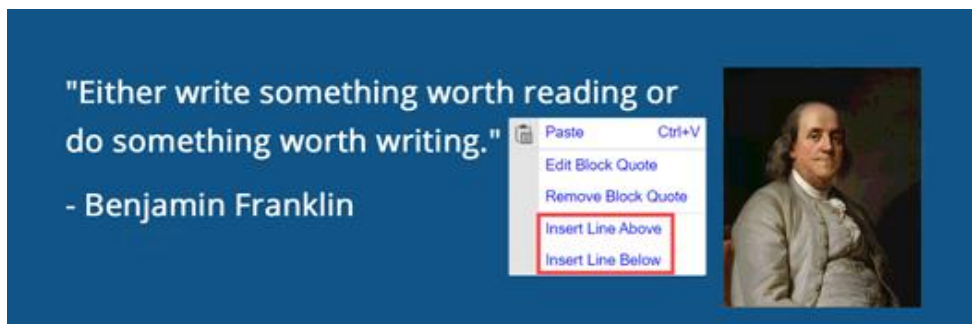 "Either write something worth reading or
do something worth writing."
- Benjamin Franklin
Paste Ctrl+V
Edit Block Quote
Remove Block Quote
Insert Line Above
Insert Line Below